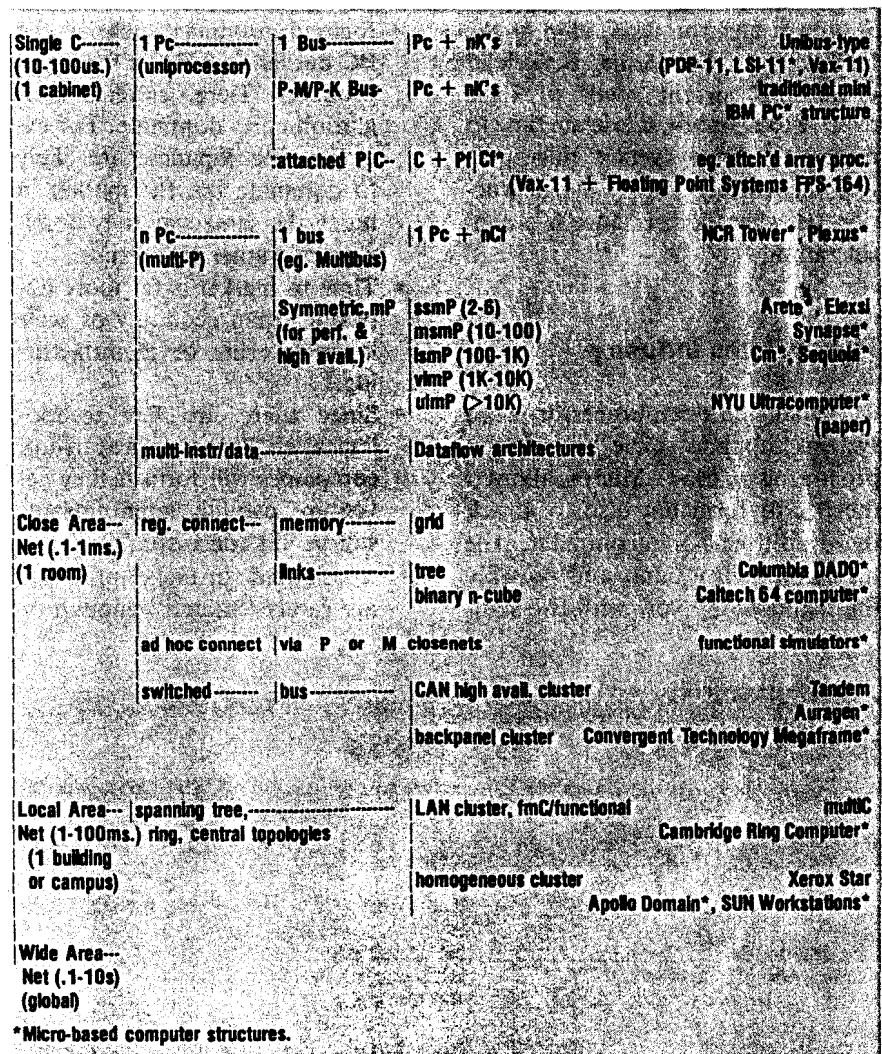 Single C------- 1 Pc-------------- 1 Bus------- Pc + nK's Unibus-type
(10-100us.) (uniprocessor) (PDP-11, LSI-11*, Vax-11)
(1 cabinet) P-M/P-K Bus- Pc + nK's traditional mini
IBM PC* structure
attached P|C-- C + Pf|Cf* eg. attch'd array proc.
(Vax-11 + Floating Point Systems FPS-164)
n Pc--------------- 1 bus 1 Pc + nCf NCR Tower*, Plexus*
(multi-P) (eg. Multibus)
Symmetric,mP ssmP (2-6) Arete*, Elexsi
(for perf. & msmP (10-100) Synapse*
high avail.) lsmP (100-1K) Cm*, Sequoia*
vlmP (1K-10K)
ulmP (>10K) NYU Ultracomputer*
(paper)
multi-instr/data------------------------ Dataflow architectures
Close Area--- reg. connect--- memory--------- grid
Net (.1-1ms.)
(1 room) links-------------- tree Columbia DADO*
binary n-cube Caltech 64 computer*
ad hoc connect via P or M closenets functional simulators*
switched-------- bus--------------- CAN high avail. cluster Tandem
Auragen*
backpanel cluster Convergent Technology Megaframe*
Local Area--- spanning tree,-------------------------- LAN cluster, fmC/functional multiC
Net (1-100ms.) ring, central topologies Cambridge Ring Computer*
(1 building
or campus) homogeneous cluster Xerox Star
Apollo Domain*, SUN Workstations*
Wide Area---
Net (.1-10s)
(global)
*Micro-based computer structures.